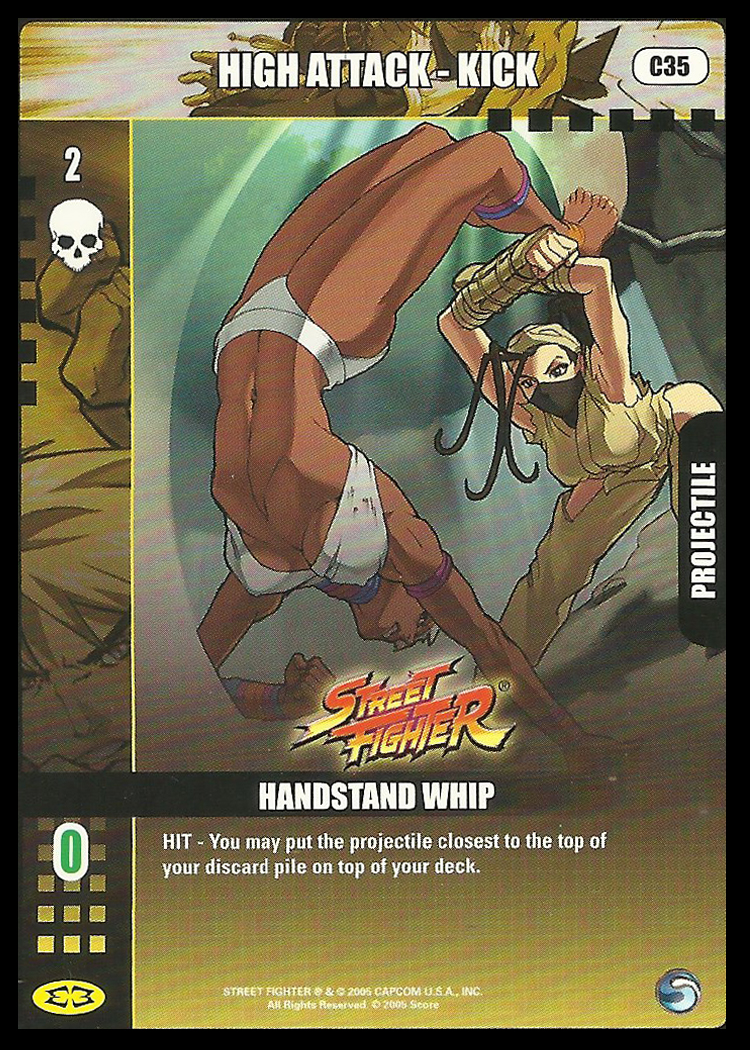 HIGH ATTACK - KICK
C35
2
PROJECTILE
STREET
FIGHTER®
HANDSTAND WHIP
0
HIT - You may put the projectile closest to the top of
your discard pile on top of your deck.
STREET FIGHTER ® & © 2005 CAPCOM U.S.A., INC.
All Rights Reserved. © 2005 Score